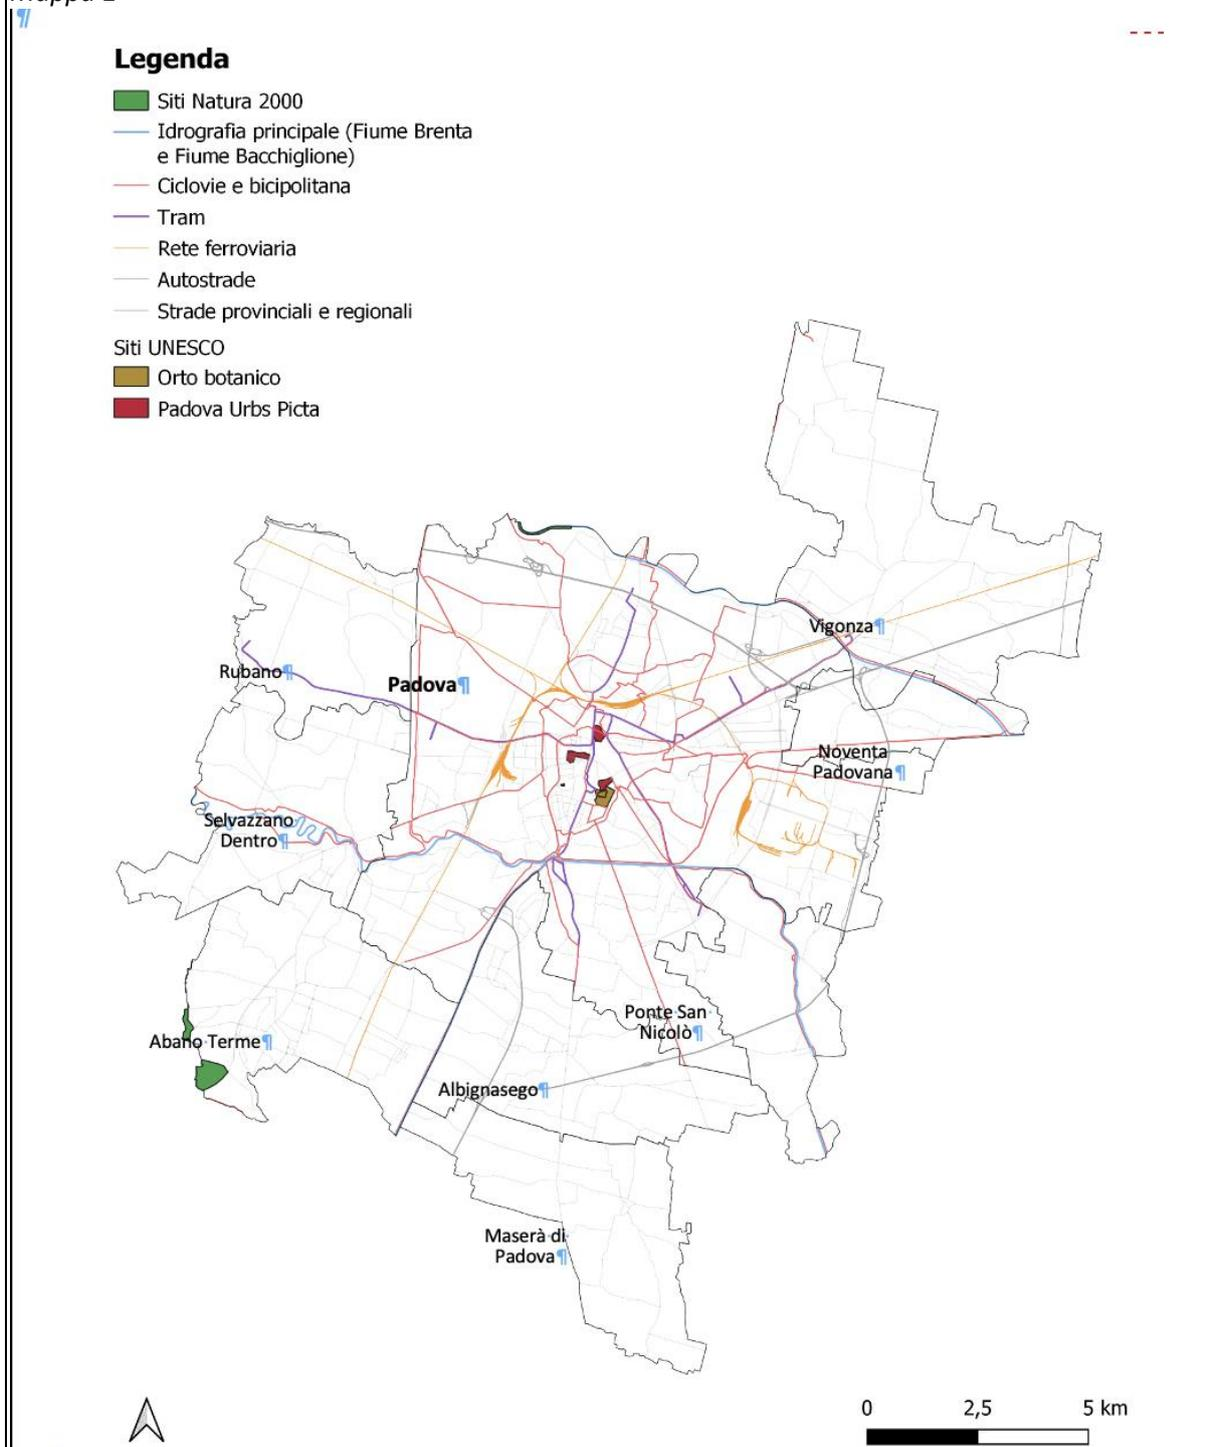 Mappa 2
¶
Legenda
Siti Natura 2000
Idrografia principale (Fiume Brenta
e Fiume Bacchiglione)
Ciclovie e bicipolitana
Tram
Rete ferroviaria
Autostrade
Strade provinciali e regionali
Siti UNESCO
Orto botanico
Padova Urbs Picta
Vigonza¶
Rubano¶
Padova¶
Noventa
Padovana¶
Selvazzano
Dentro¶
Ponte San
Nicolò¶
Abano Terme¶
Albignasego¶
Maserà di
Padova¶
0 2,5 5 km